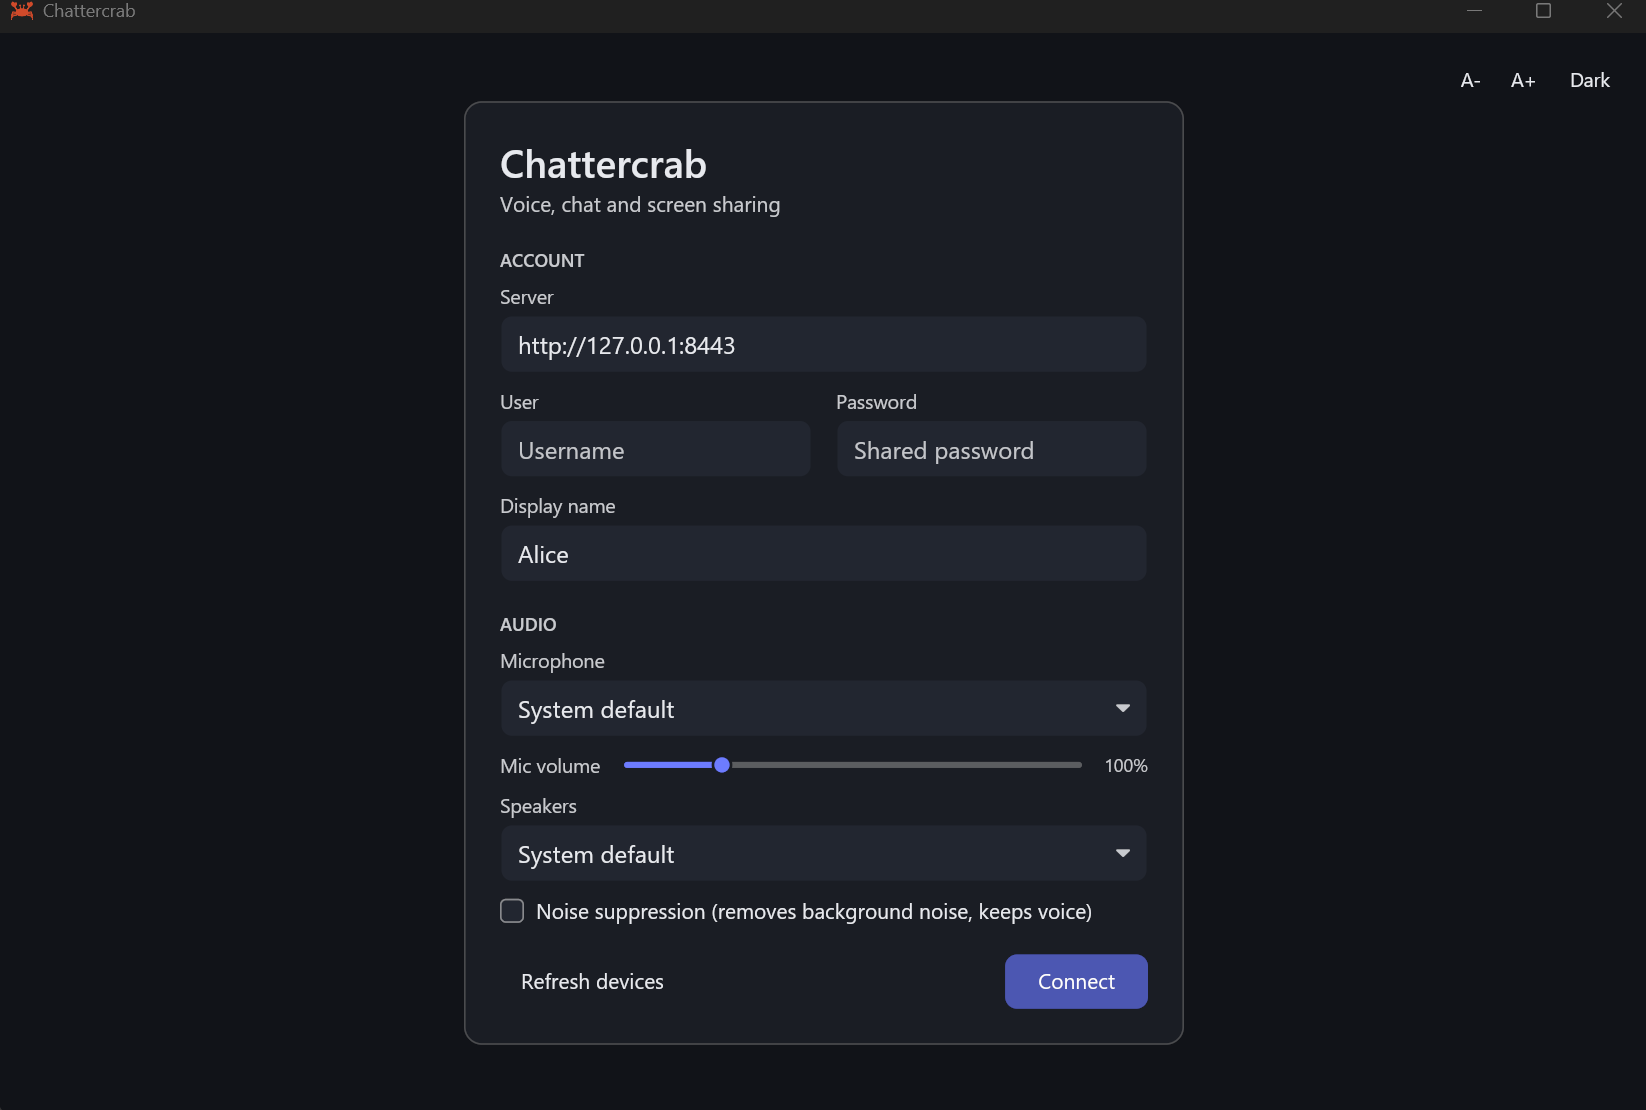 Chattercrab
A- A+ Dark
Chattercrab
Voice, chat and screen sharing
ACCOUNT
Server
http://127.0.0.1:8443
User Password
Username Shared password
Display name
Alice
AUDIO
Microphone
System default
Mic volume 100%
Speakers
System default
Noise suppression (removes background noise, keeps voice)
Refresh devices Connect